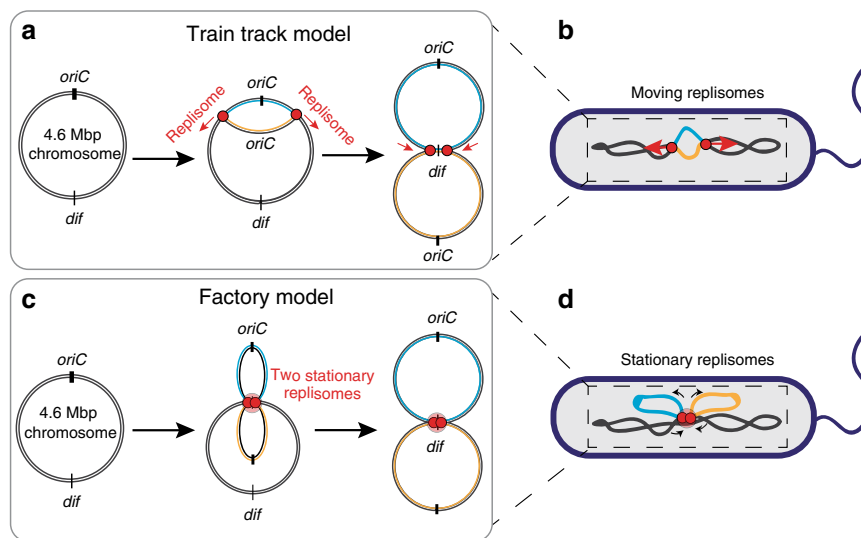 a
Train track model
oriC
4.6 Mbp
chromosome
dif
oriC
Replisome
Replisome
oriC
dif
oriC
dif
oriC
b
Moving replisomes
c
Factory model
oriC
4.6 Mbp
chromosome
dif
oriC
Two stationary
replisomes
dif
oriC
dif
d
Stationary replisomes